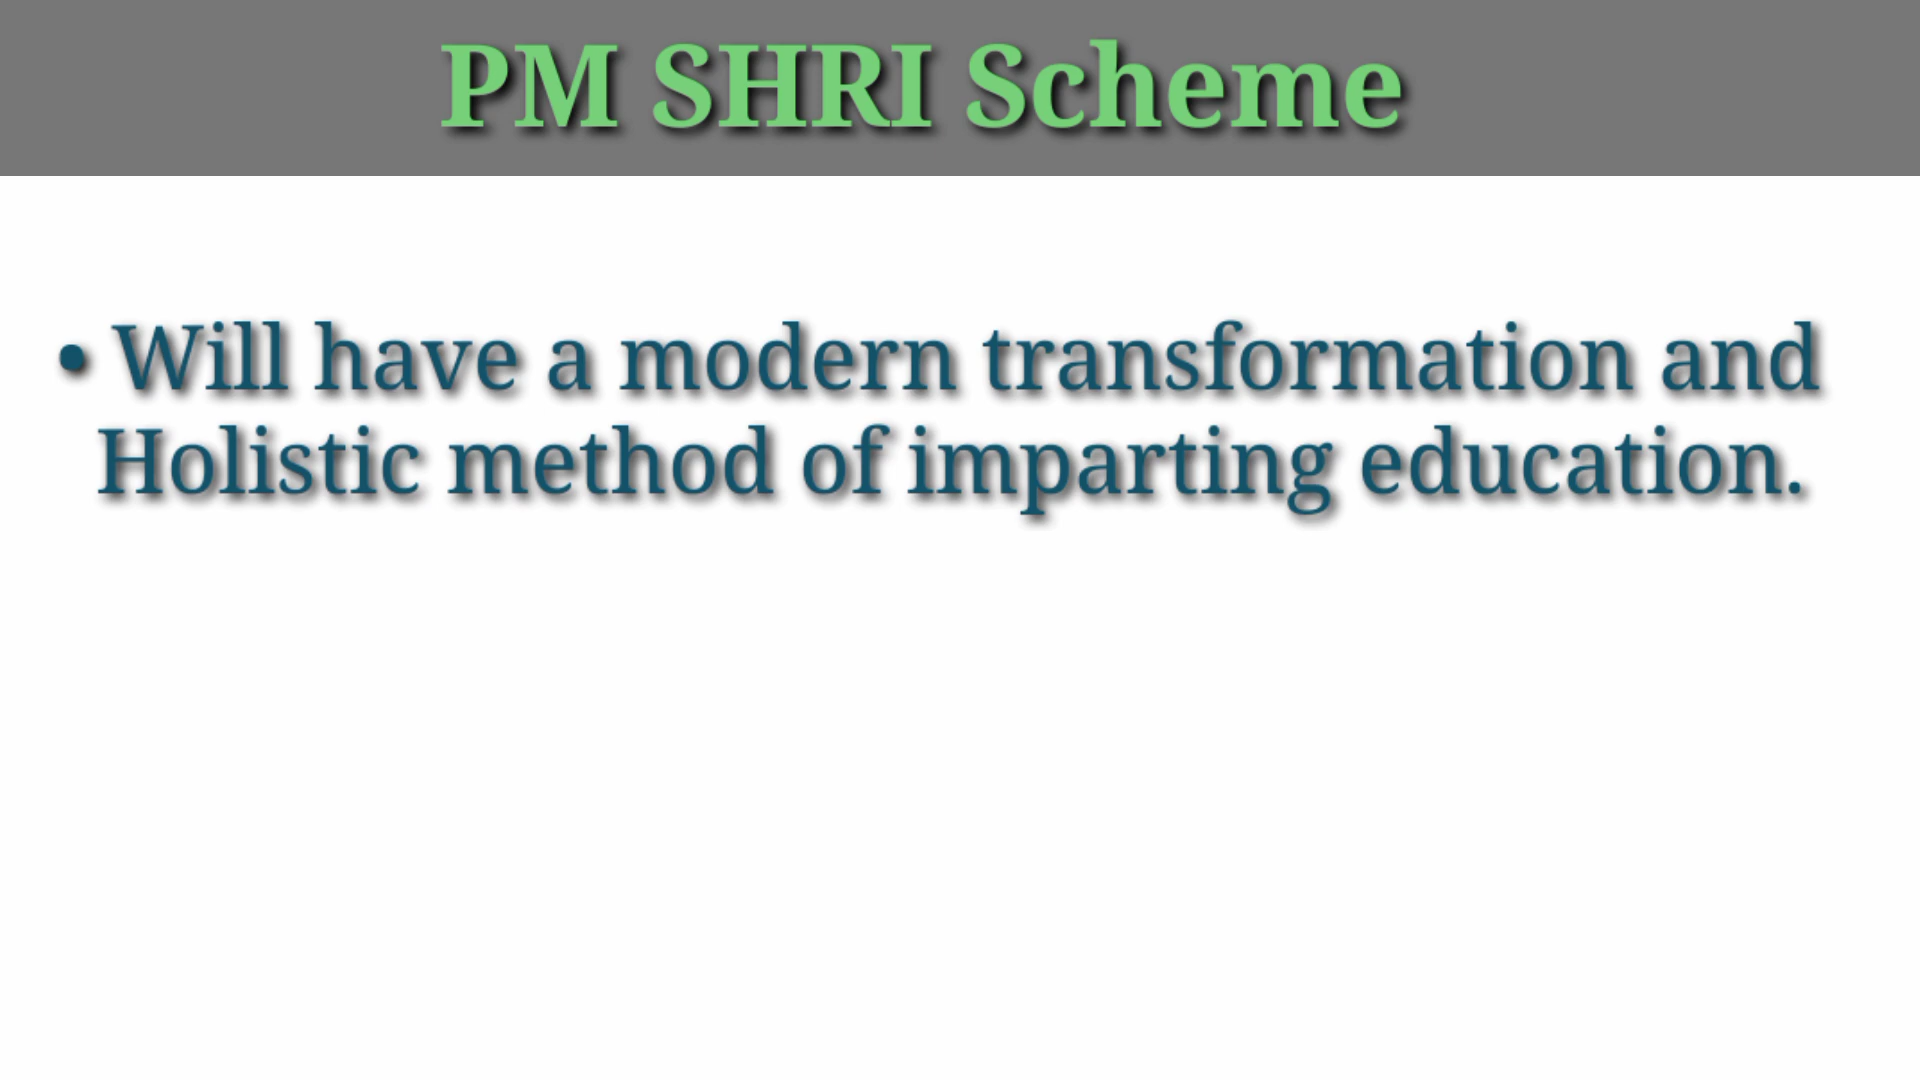 PM SHRI Scheme
• Will have a modern transformation and
Holistic method of imparting education.